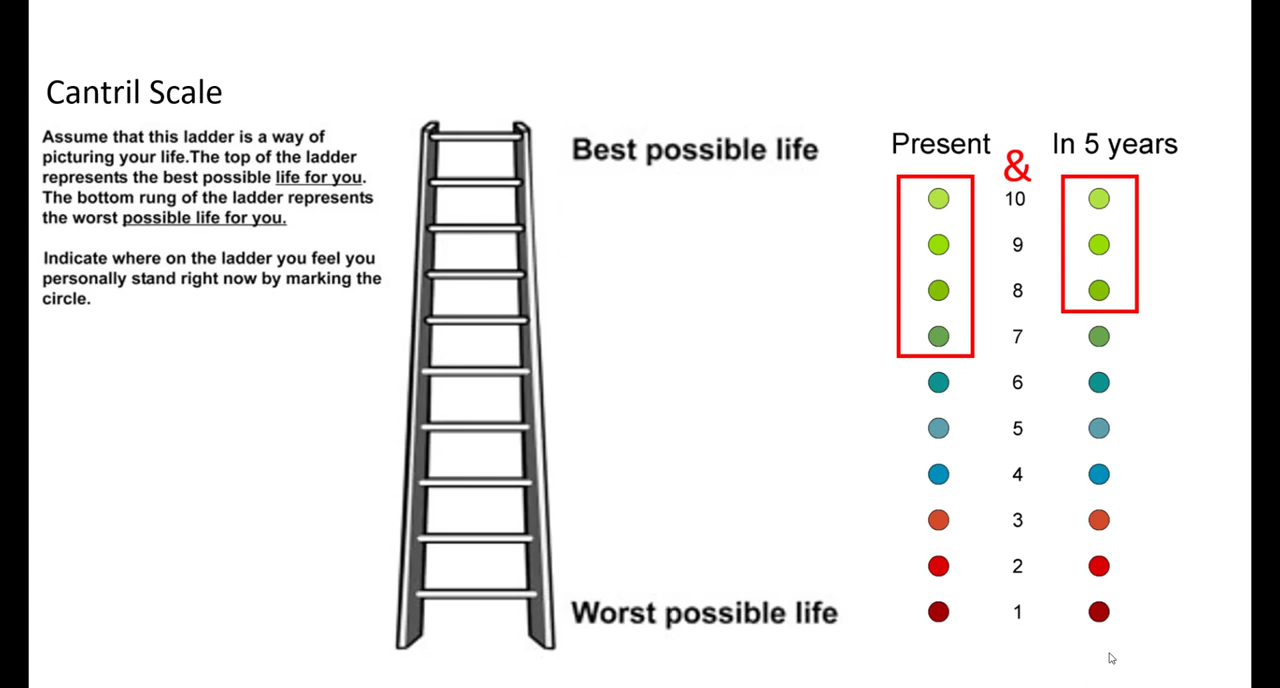 Cantril Scale
Assume that this ladder is a way of
picturing your life.The top of the ladder
represents the best possible life for you.
The bottom rung of the ladder represents
the worst possible life for you.
Indicate where on the ladder you feel you
personally stand right now by marking the
circle.
Best possible life
Worst possible life
Present & In 5 years
10
9
8
7
6
5
4
3
2
1